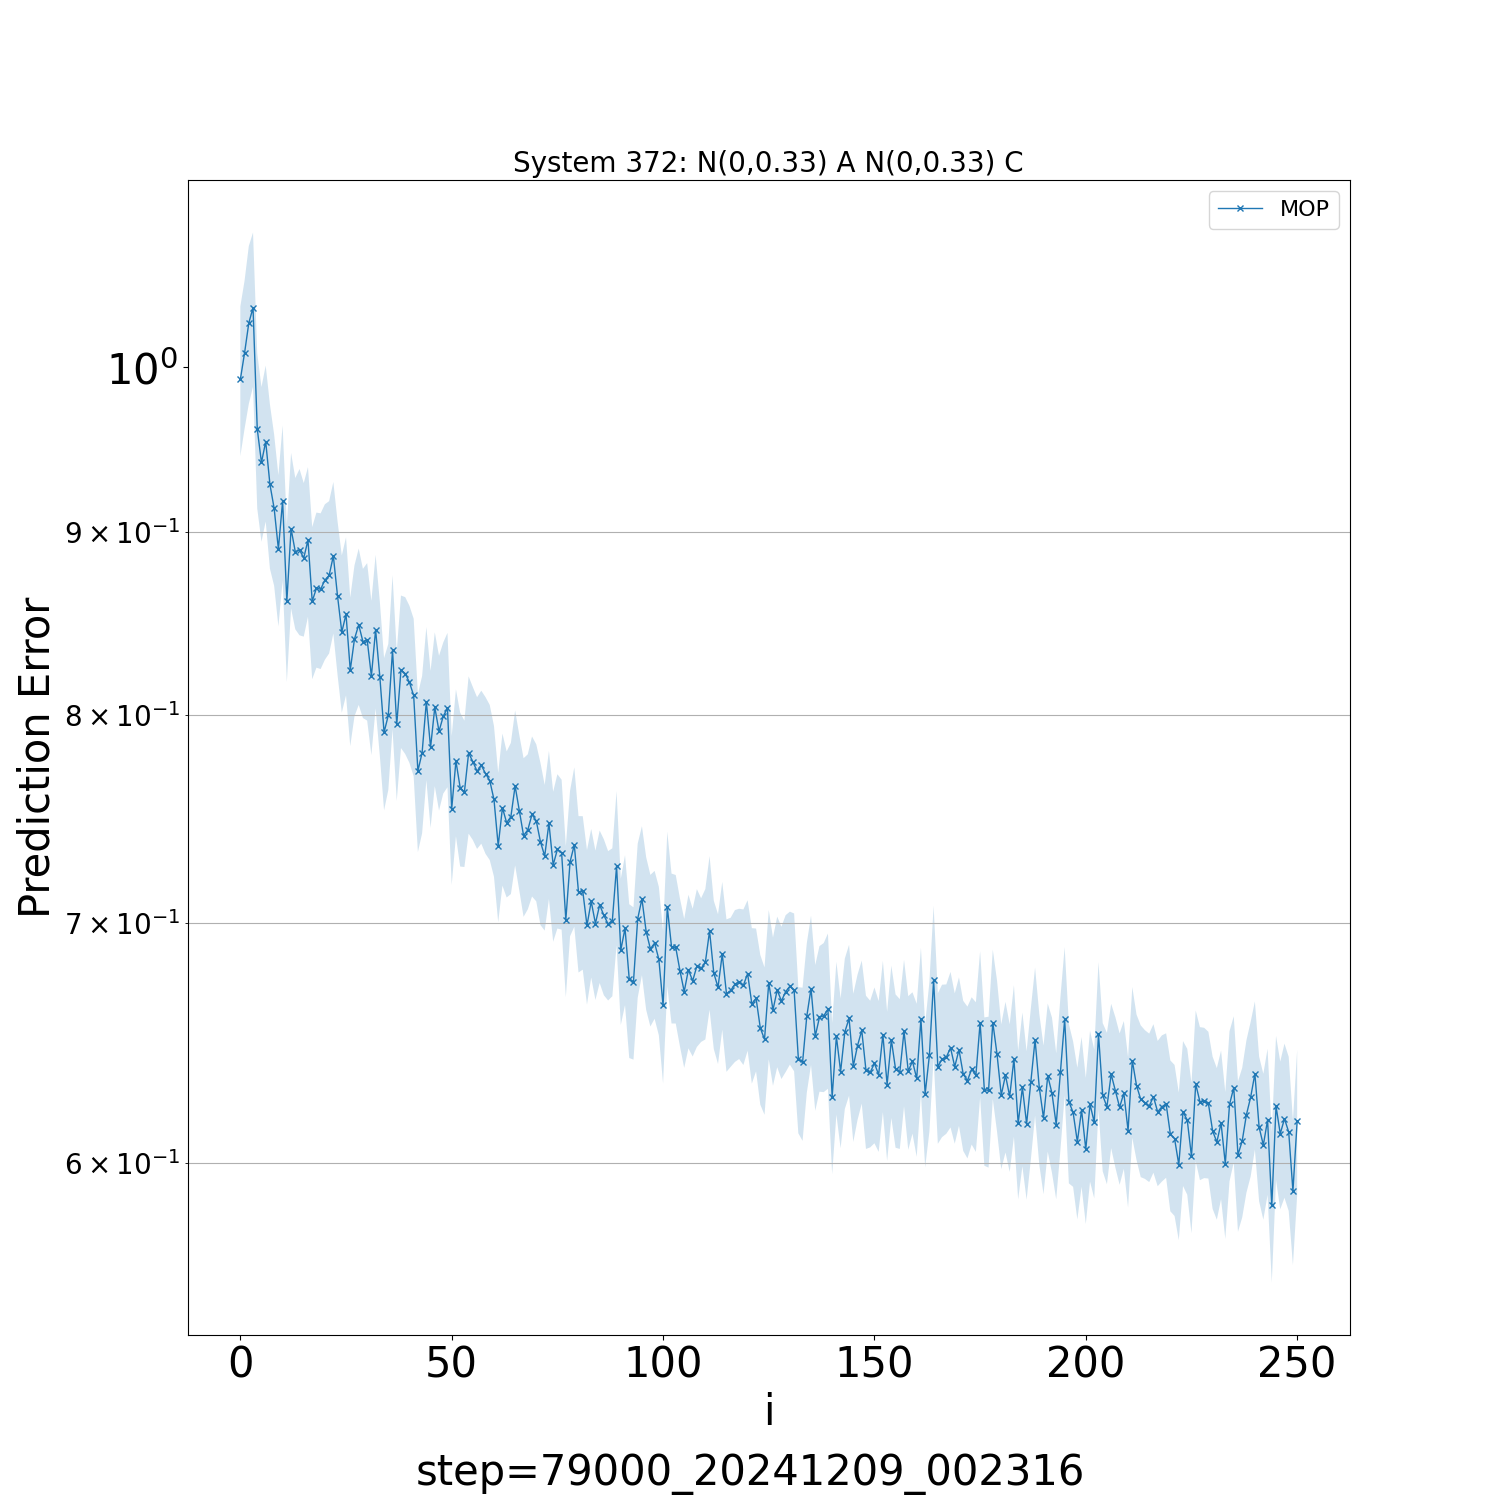 System 372: N(0,0.33) A N(0,0.33) C
MOP
10⁰
9 × 10⁻¹
8 × 10⁻¹
7 × 10⁻¹
6 × 10⁻¹
Prediction Error
0 50 100 150 200 250
i
step=79000_20241209_002316